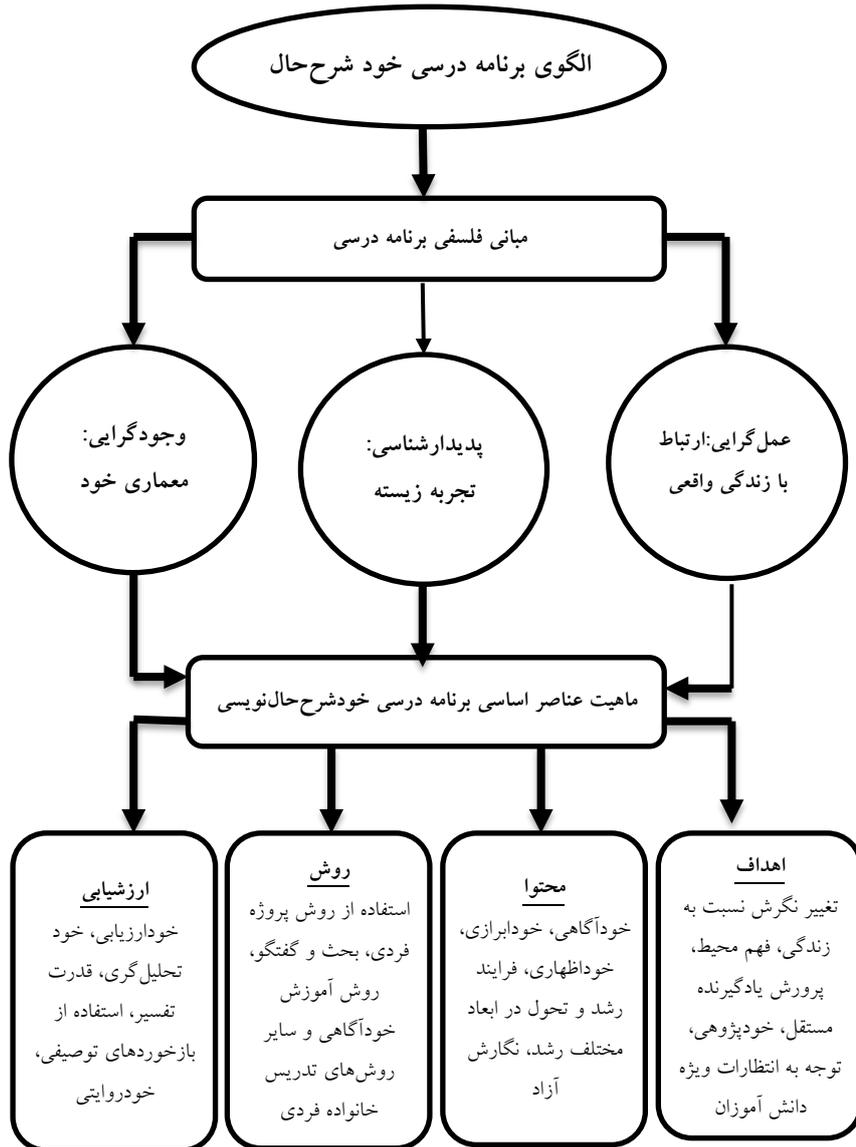 الگوی برنامه درسی خود شرح‌حال
مبانی فلسفی برنامه درسی
عمل‌گرایی:ارتباط
با زندگی واقعی
پدیدارشناسی:
تجربه زیسته
وجودگرایی:
معماری خود
ماهیت عناصر اساسی برنامه درسی خودشرح‌حال‌نویسی
اهداف
تغییر نگرش نسبت به
زندگی، فهم محیط،
پرورش یادگیرنده
مستقل، خودپژوهی،
توجه به انتظارات ویژه
دانش آموزان
محتوا
خودآگاهی، خودابرازی،
خوداظهاری، فرایند
رشد و تحول در ابعاد
مختلف رشد، نگارش
آزاد
روش
استفاده از روش پروژه
فردی، بحث و گفتگو،
روش آموزش
خودآگاهی و سایر
روش‌های تدریس
خانواده فردی
ارزشیابی
خودارزیابی، خود
تحلیل‌گری، قدرت
تفسیر، استفاده از
بازخوردهای توصیفی،
خودروایتی